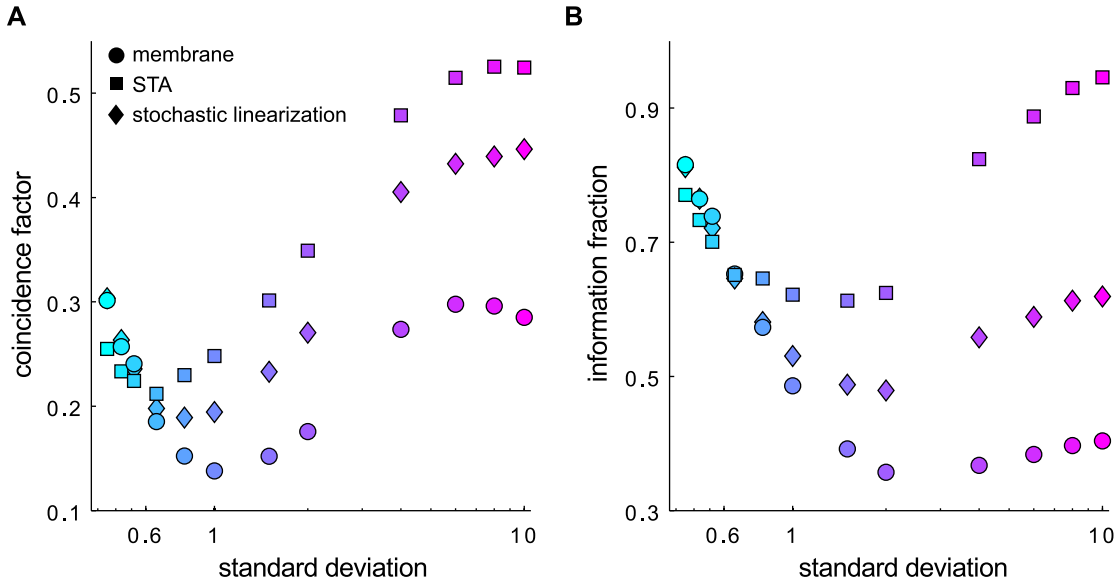 A
membrane
STA
stochastic linearization
coincidence factor
0.5
0.4
0.3
0.2
0.1
0.6
1
10
standard deviation
B
information fraction
0.9
0.7
0.5
0.3
0.6
1
10
standard deviation